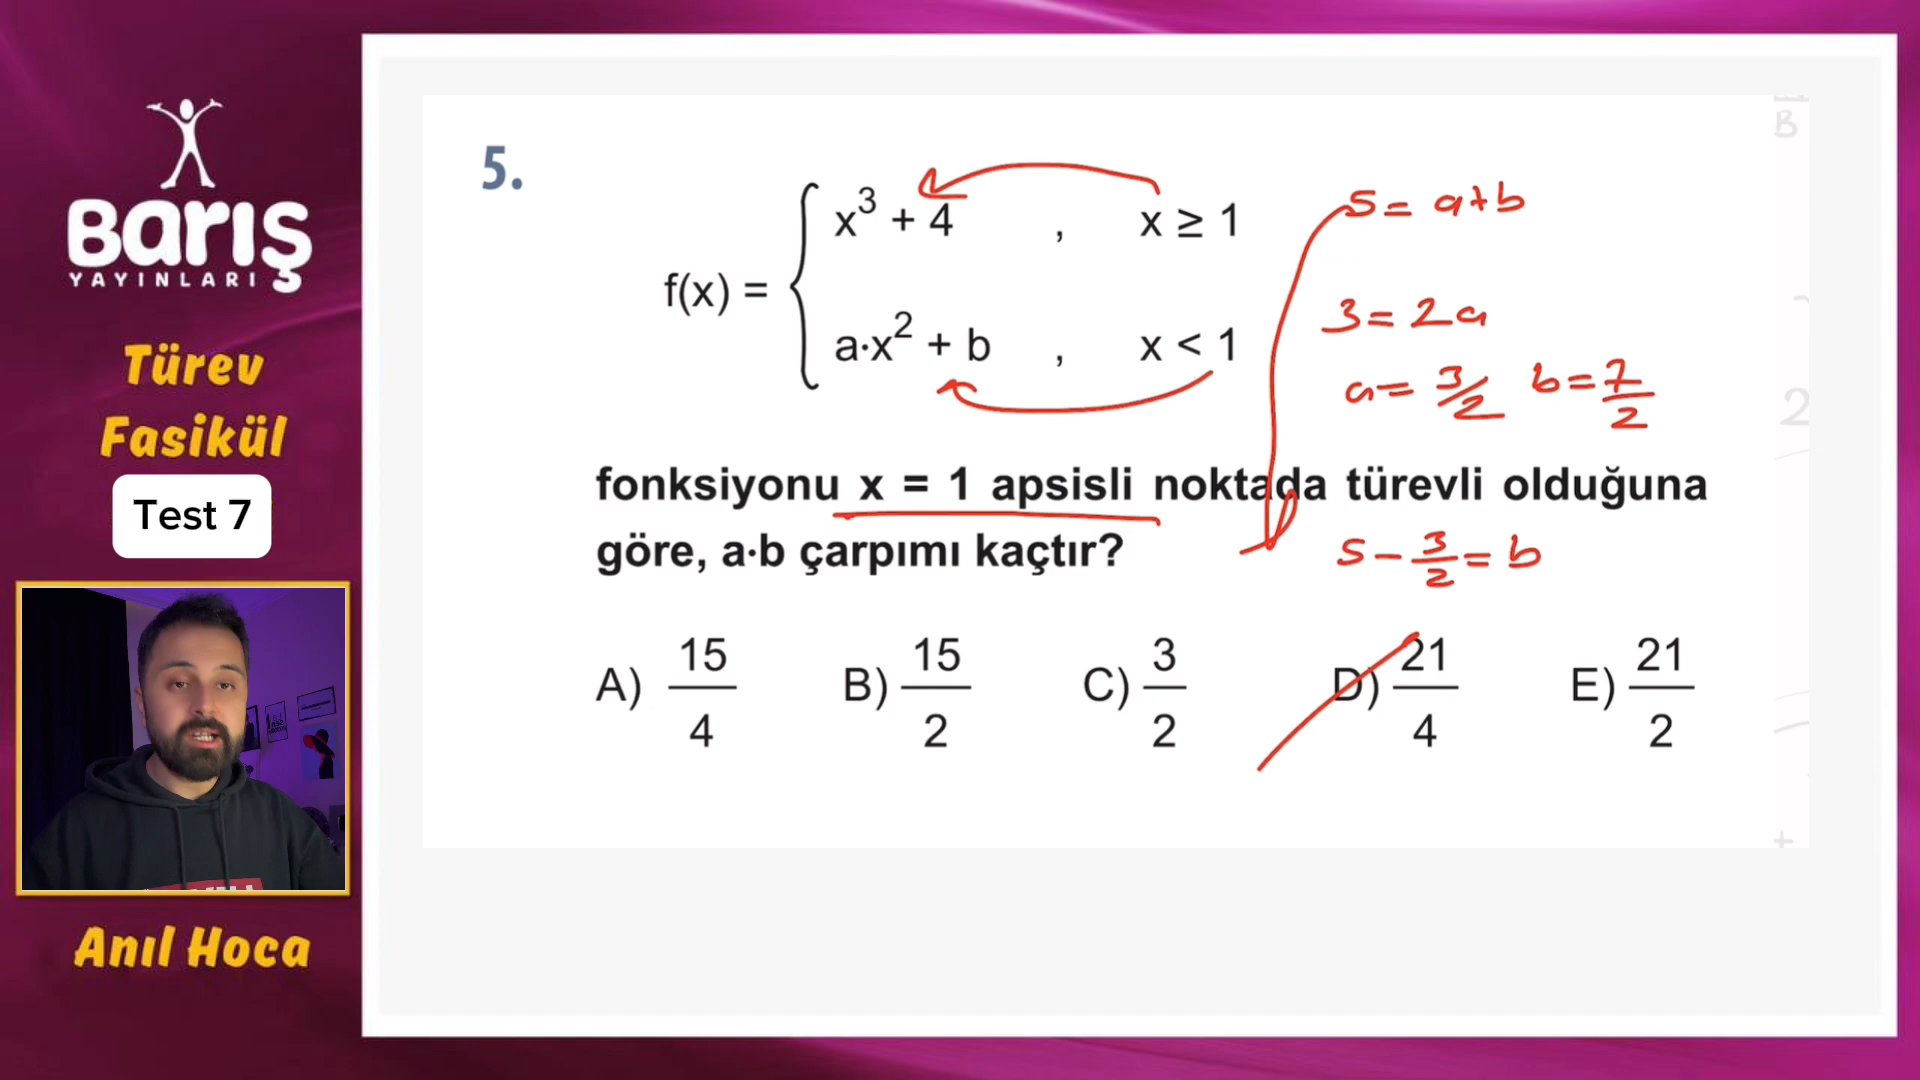 Barış
YAYINLARI
Türev
Fasikül
Test 7
Anıl Hoca
5.
f(x) = { x³ + 4 , x ≥ 1
a·x² + b , x < 1
fonksiyonu x = 1 apsisli noktada türevli olduğuna
göre, a·b çarpımı kaçtır?
A) 15/4 B) 15/2 C) 3/2 D) 21/4 E) 21/2
5 = a+b
3 = 2a
a = 3/2 b = 7/2
5 - 3/2 = b
B
2
+